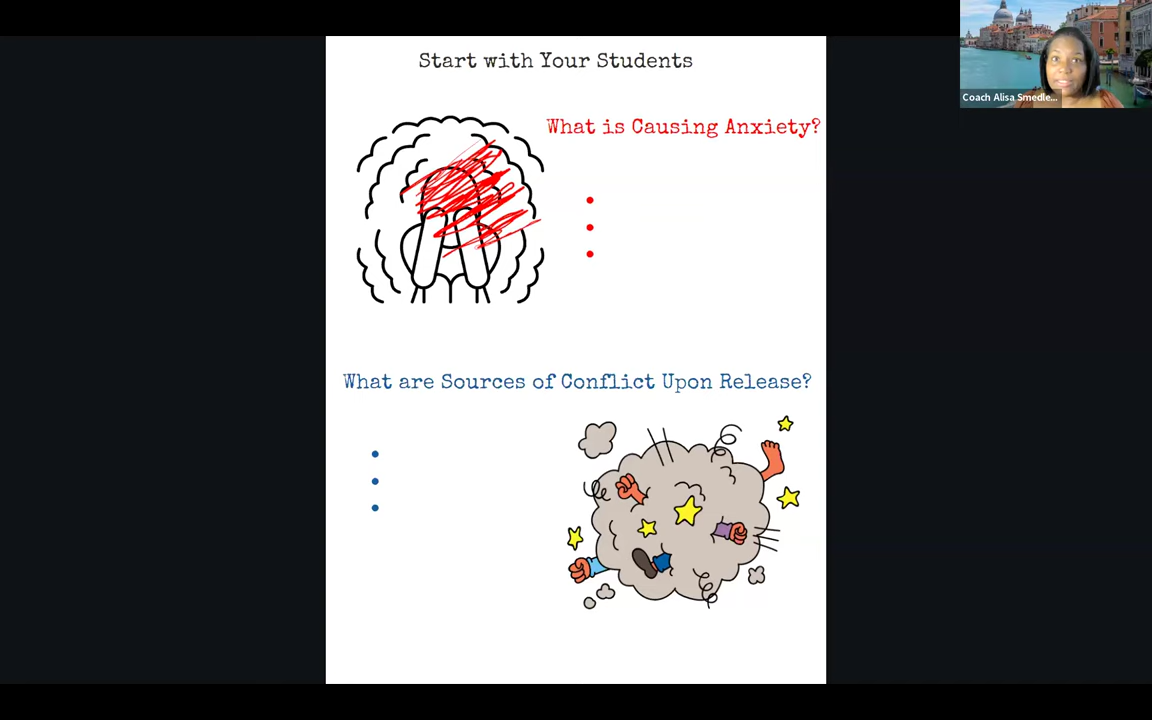 Start with Your Students
What is Causing Anxiety?
What are Sources of Conflict Upon Release?
Coach Alisa Smedle...